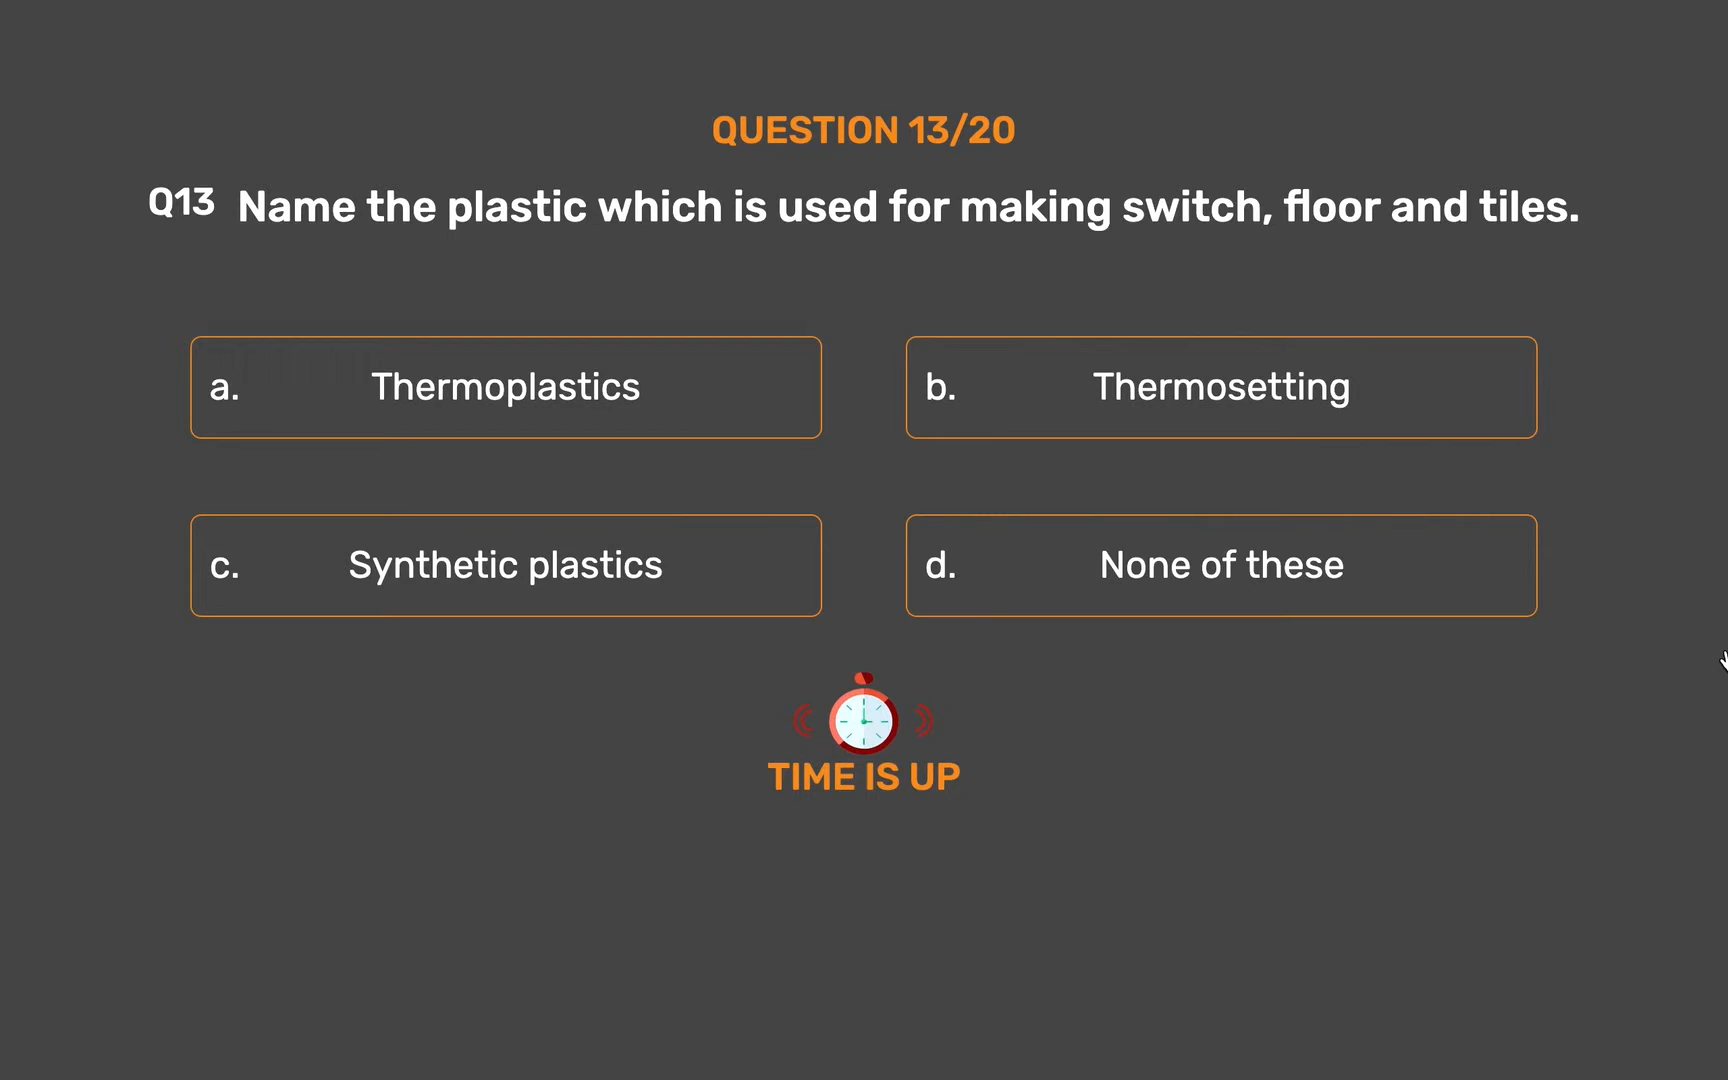 QUESTION 13/20
Q13 Name the plastic which is used for making switch, floor and tiles.
a. Thermoplastics
b. Thermosetting
c. Synthetic plastics
d. None of these
TIME IS UP